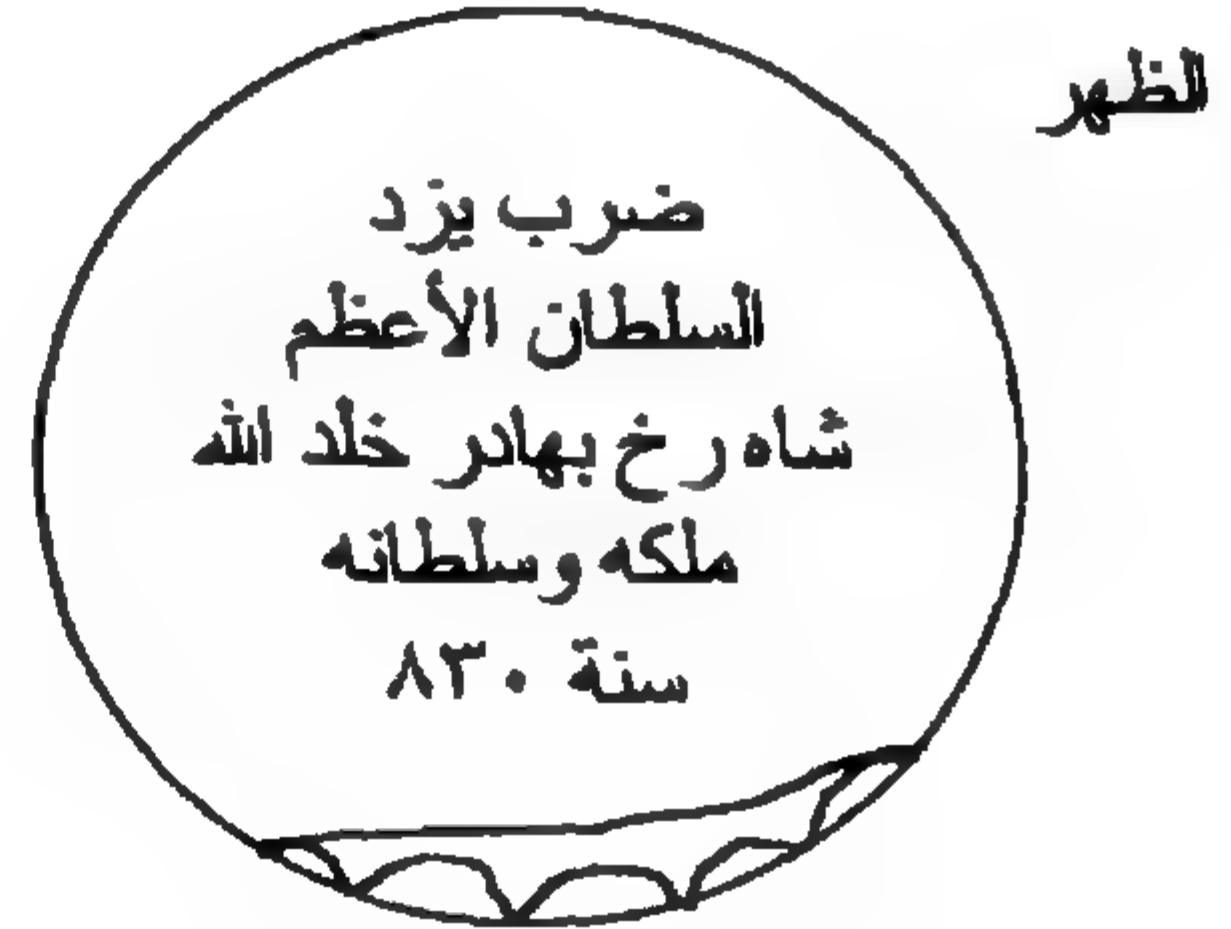 الظهر
ضرب يزد
السلطان الأعظم
شاه رخ بهادر خلد الله
ملكه وسلطانه
سنة ٨٣٠